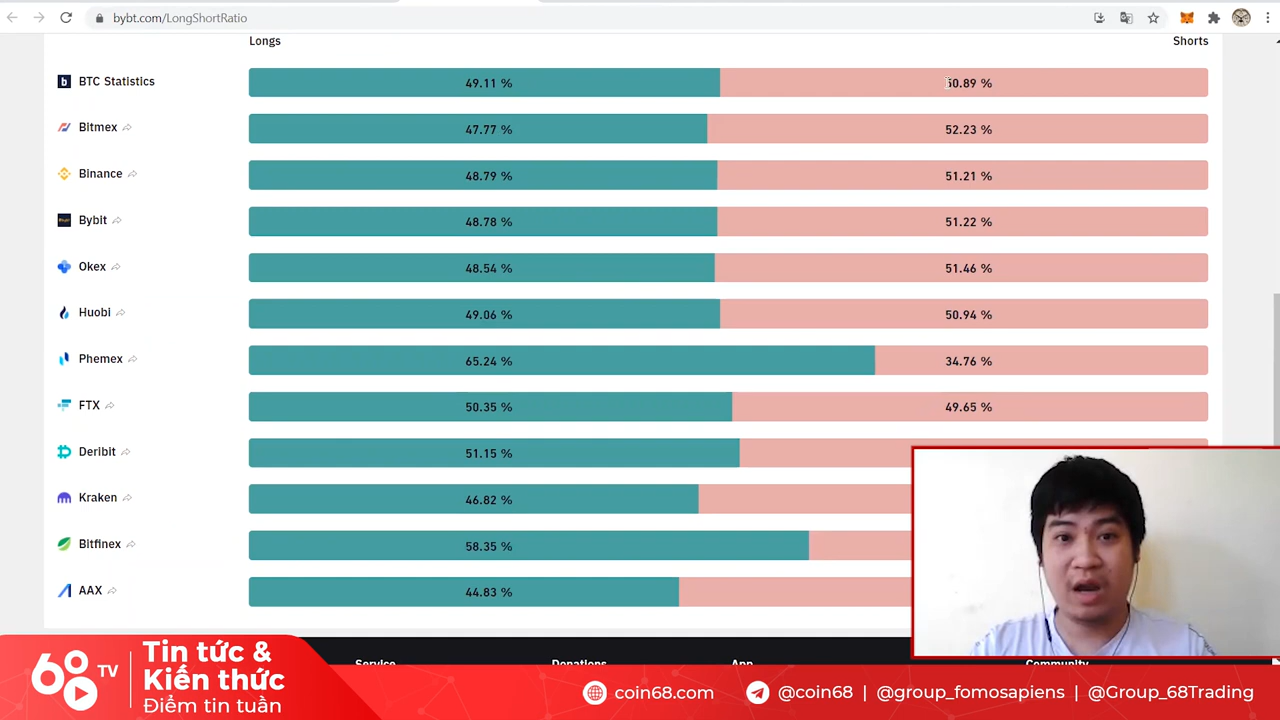 bybt.com/LongShortRatio
Longs Shorts
BTC Statistics 49.11 % 50.89 %
Bitmex 47.77 % 52.23 %
Binance 48.79 % 51.21 %
Bybit 48.78 % 51.22 %
Okex 48.54 % 51.46 %
Huobi 49.06 % 50.94 %
Phemex 65.24 % 34.76 %
FTX 50.35 % 49.65 %
Deribit 51.15 %
Kraken 46.82 %
Bitfinex 58.35 %
AAX 44.83 %
Service Donations App Community
68 TV
Tin tức &
Kiến thức
Điểm tin tuần
coin68.com @coin68 | @group_fomosapiens | @Group_68Trading